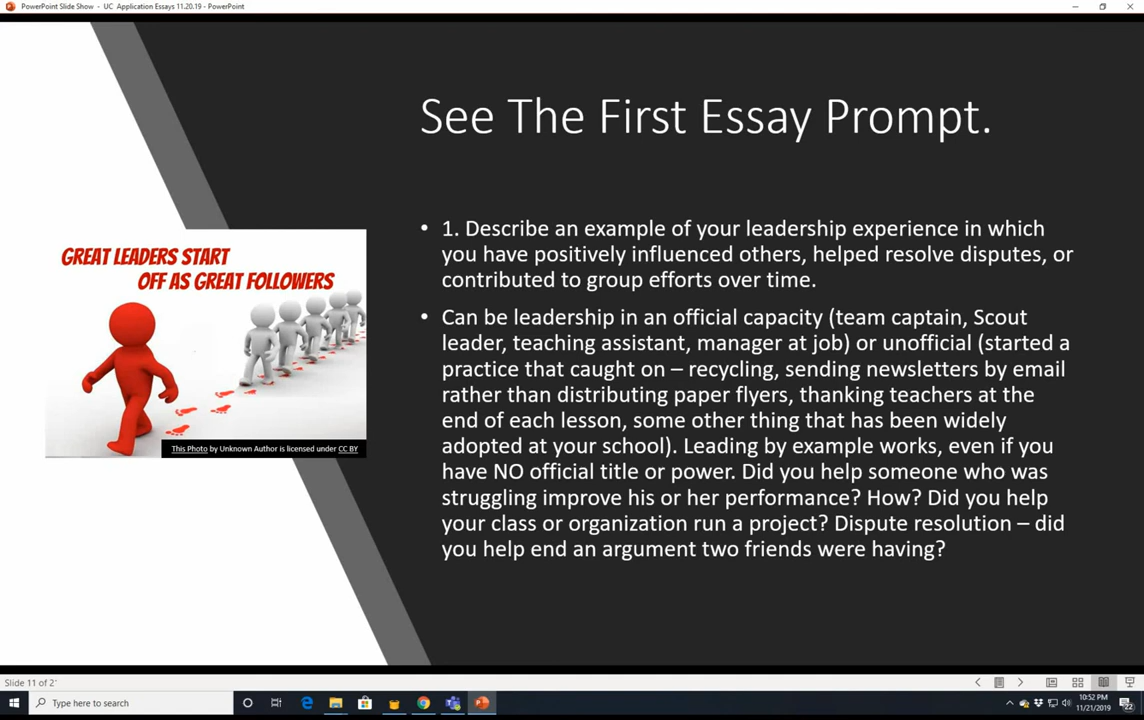 PowerPoint Slide Show - UC Application Essays 11.20.19 - PowerPoint
See The First Essay Prompt.
GREAT LEADERS START
OFF AS GREAT FOLLOWERS
This Photo by Unknown Author is licensed under CC BY
• 1. Describe an example of your leadership experience in which
you have positively influenced others, helped resolve disputes, or
contributed to group efforts over time.
• Can be leadership in an official capacity (team captain, Scout
leader, teaching assistant, manager at job) or unofficial (started a
practice that caught on – recycling, sending newsletters by email
rather than distributing paper flyers, thanking teachers at the
end of each lesson, some other thing that has been widely
adopted at your school). Leading by example works, even if you
have NO official title or power. Did you help someone who was
struggling improve his or her performance? How? Did you help
your class or organization run a project? Dispute resolution – did
you help end an argument two friends were having?
Slide 11 of 2
Type here to search
10:52 PM
11/21/2019
22